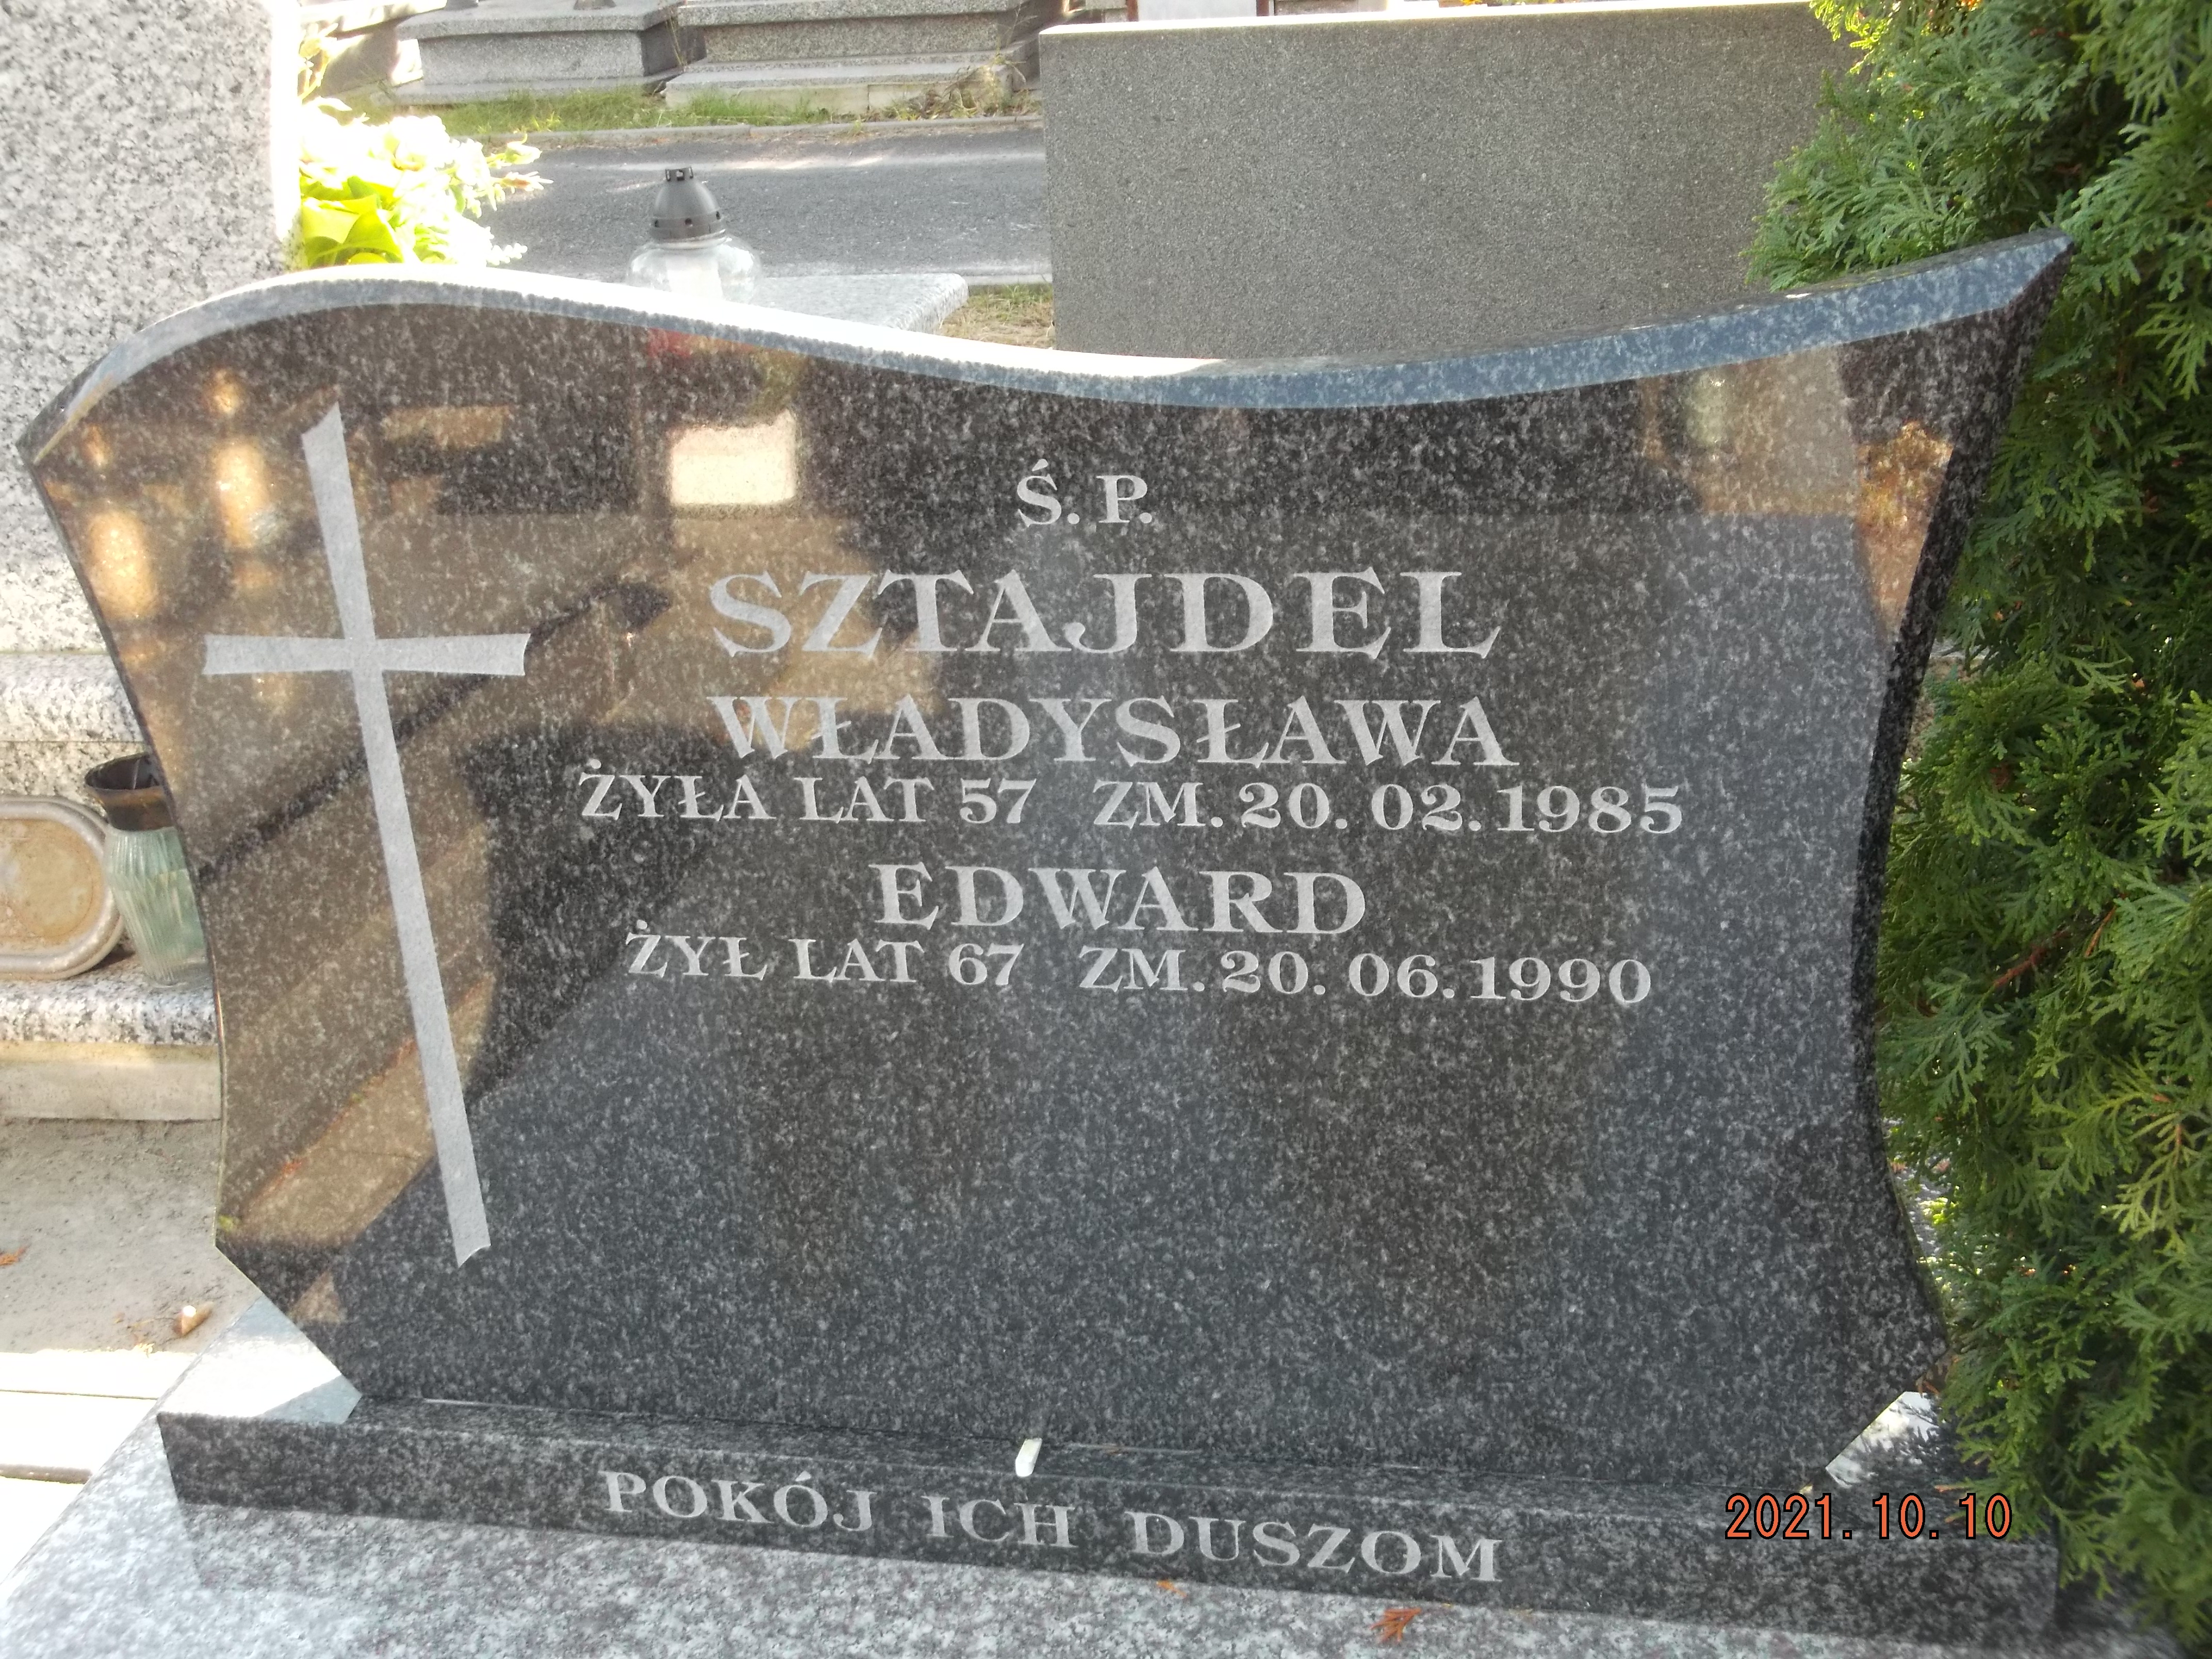 Ś. P.
SZTAJDEL
WŁADYSŁAWA
ŻYŁA LAT 57 ZM. 20. 02. 1985
EDWARD
ŻYŁ LAT 67 ZM. 20. 06. 1990
POKÓJ ICH DUSZOM
2021.10.10